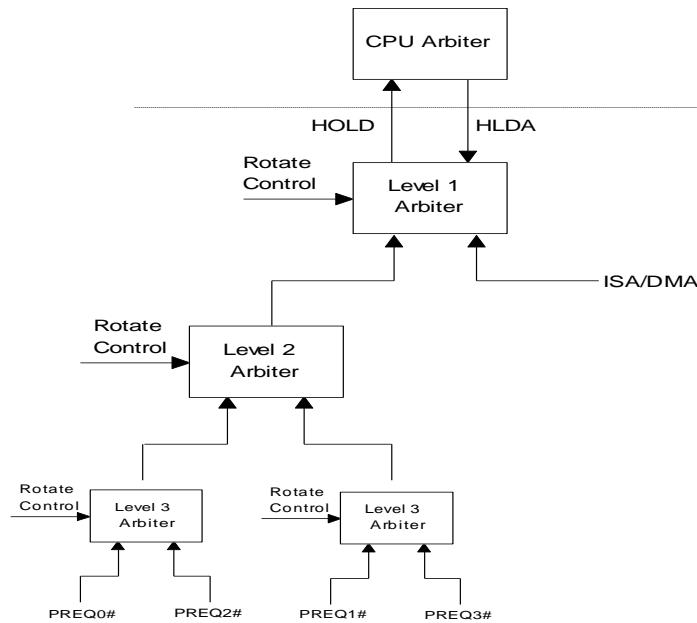 CPU Arbiter
HOLD
HLDA
Rotate
Control
Level 1
Arbiter
ISA/DMA
Rotate
Control
Level 2
Arbiter
Rotate
Control
Level 3
Arbiter
Rotate
Control
Level 3
Arbiter
PREQ0#
PREQ2#
PREQ1#
PREQ3#